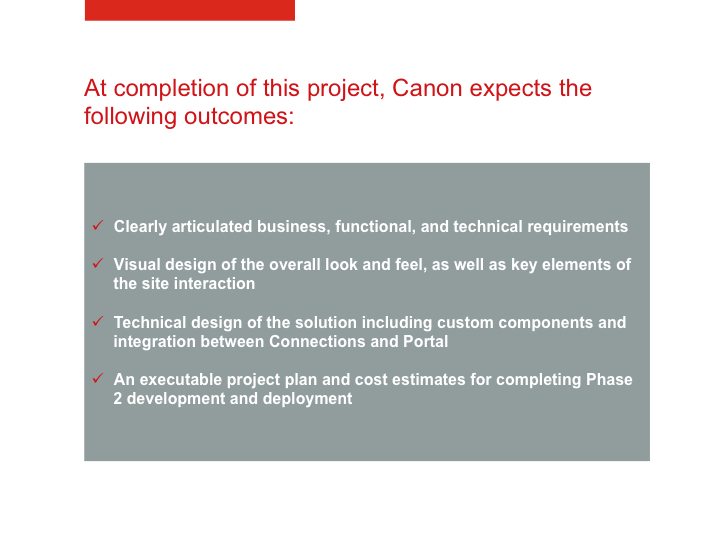 At completion of this project, Canon expects the
following outcomes:
✓ Clearly articulated business, functional, and technical requirements
✓ Visual design of the overall look and feel, as well as key elements of
the site interaction
✓ Technical design of the solution including custom components and
integration between Connections and Portal
✓ An executable project plan and cost estimates for completing Phase
2 development and deployment